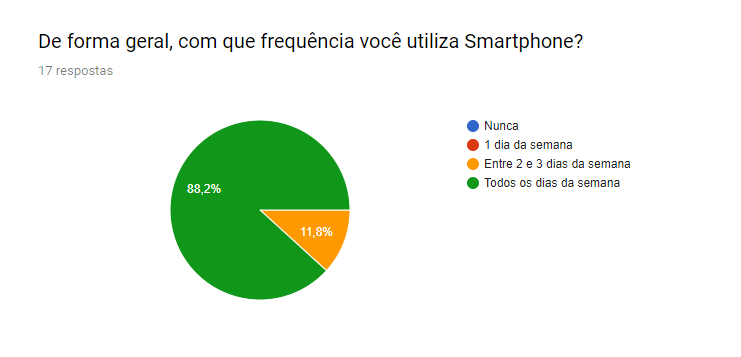 De forma geral, com que frequência você utiliza Smartphone?
17 respostas
Nunca
1 dia da semana
Entre 2 e 3 dias da semana
Todos os dias da semana
88,2%
11,8%